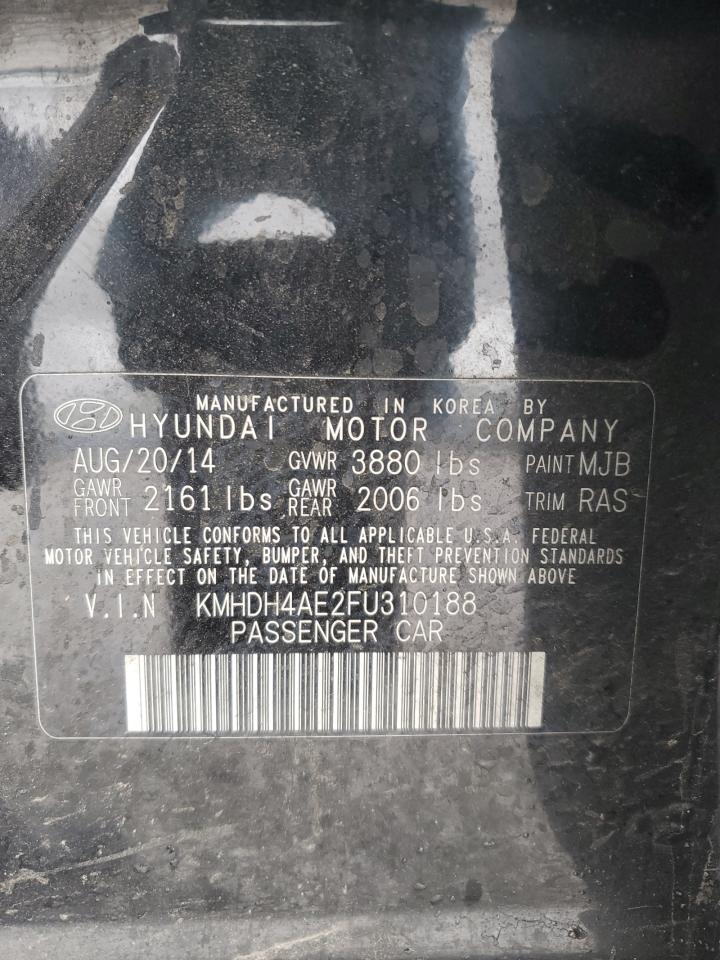 MANUFACTURED IN KOREA BY
HYUNDAI MOTOR COMPANY
AUG/20/14 GVWR 3880 lbs PAINT MJB
GAWR FRONT 2161 lbs GAWR REAR 2006 lbs TRIM RAS
THIS VEHICLE CONFORMS TO ALL APPLICABLE U.S.A. FEDERAL
MOTOR VEHICLE SAFETY, BUMPER, AND THEFT PREVENTION STANDARDS
IN EFFECT ON THE DATE OF MANUFACTURE SHOWN ABOVE
V.I.N KMHDH4AE2FU310188
PASSENGER CAR